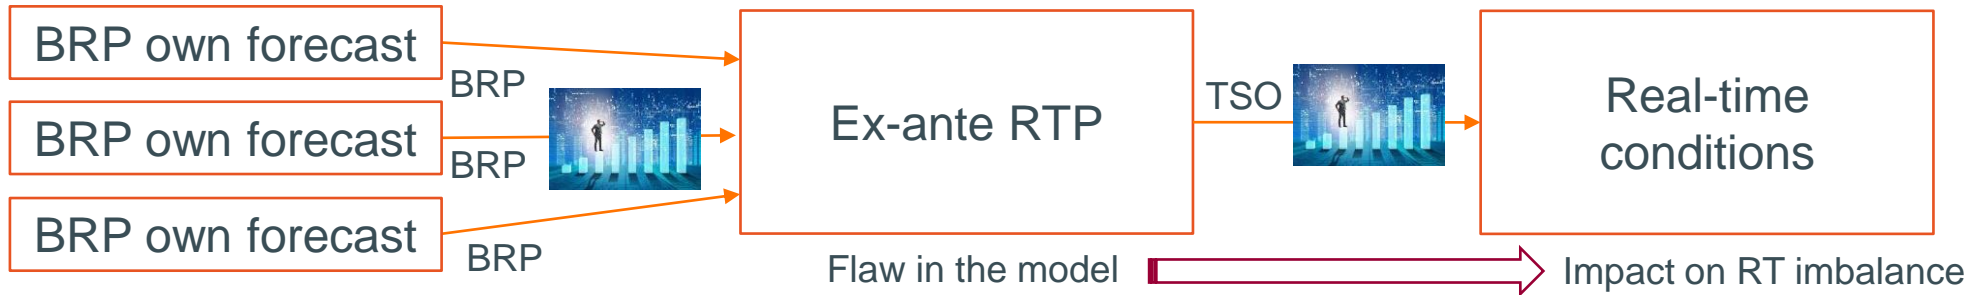 BRP own forecast
BRP
BRP own forecast
BRP
BRP own forecast
BRP
Ex-ante RTP
TSO
Real-time
conditions
Flaw in the model
Impact on RT imbalance